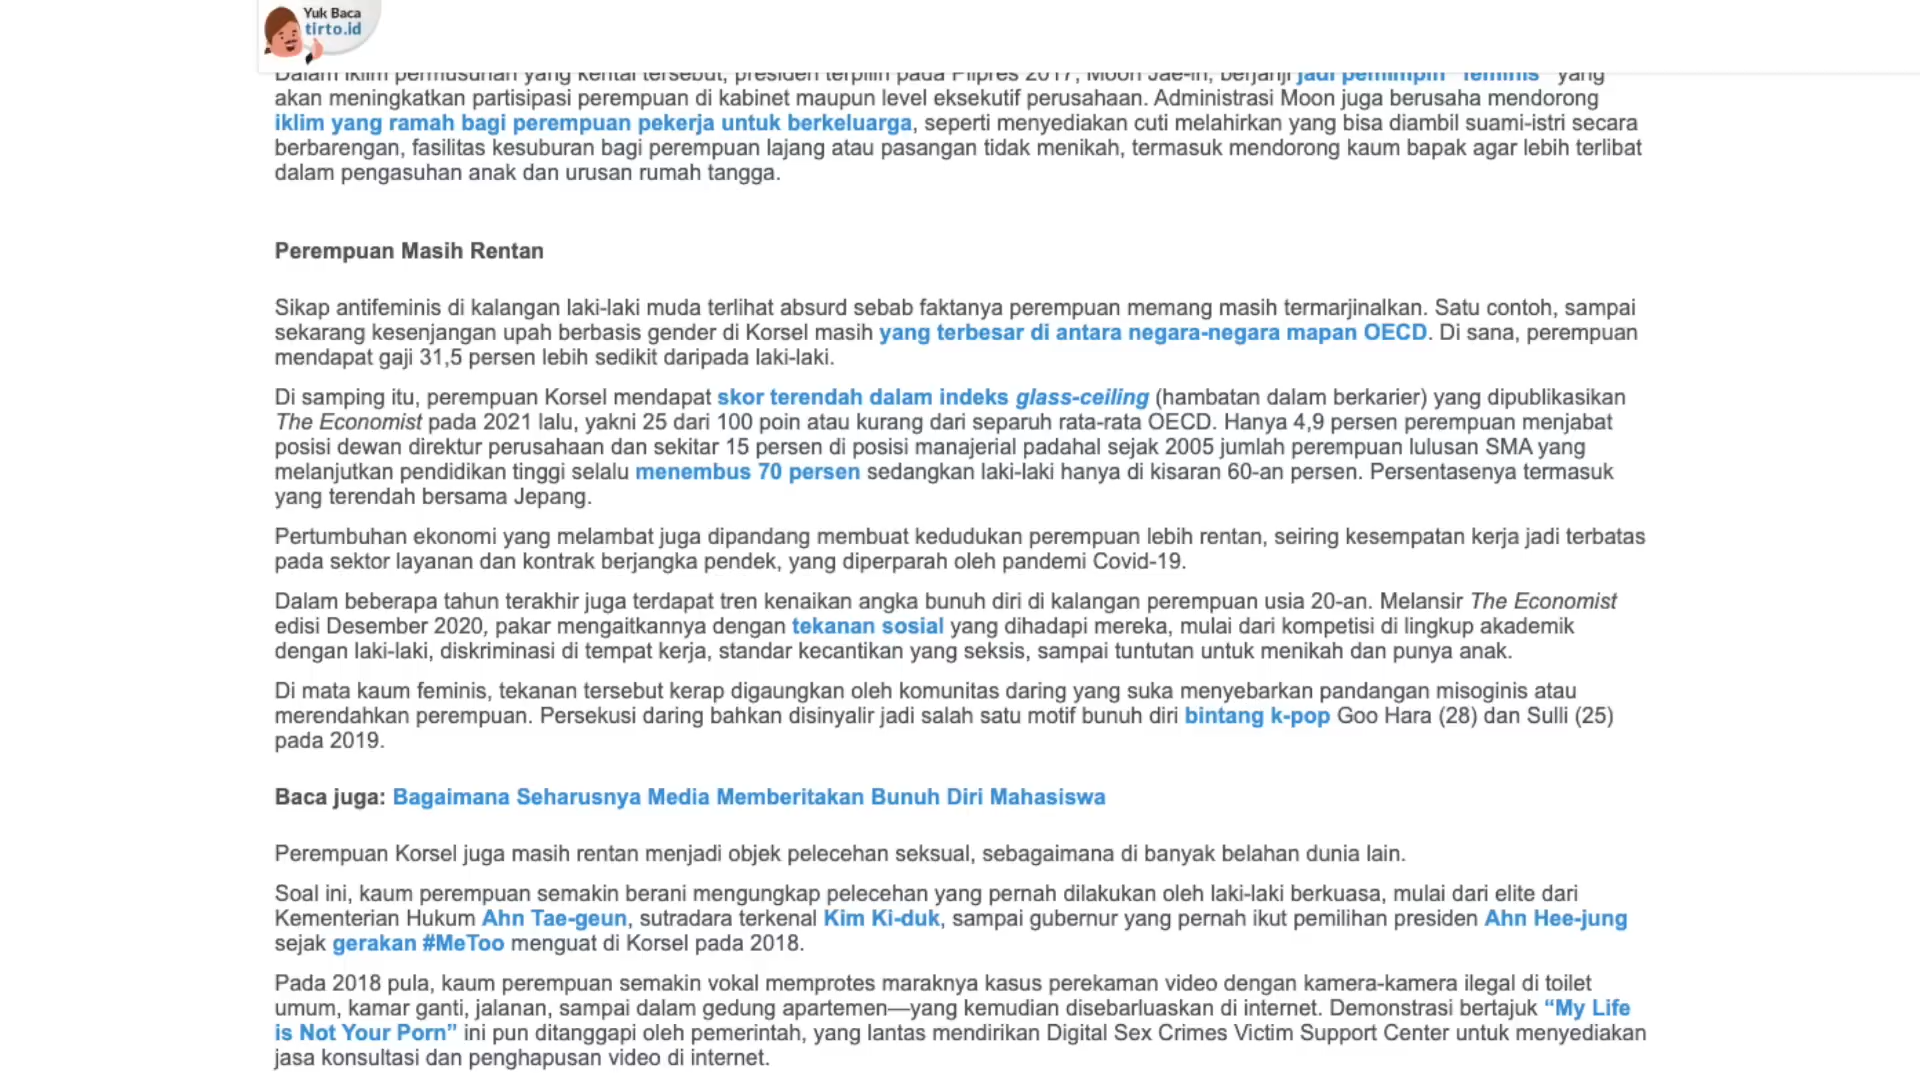 Yuk Baca
tirto.id
Dalam iklim permusuhan yang kental tersebut, presiden terpilih pada Pilpres 2017, Moon Jae-in, berjanji jadi pemimpin "feminis" yang
akan meningkatkan partisipasi perempuan di kabinet maupun level eksekutif perusahaan. Administrasi Moon juga berusaha mendorong
iklim yang ramah bagi perempuan pekerja untuk berkeluarga, seperti menyediakan cuti melahirkan yang bisa diambil suami-istri secara
berbarengan, fasilitas kesuburan bagi perempuan lajang atau pasangan tidak menikah, termasuk mendorong kaum bapak agar lebih terlibat
dalam pengasuhan anak dan urusan rumah tangga.
Perempuan Masih Rentan
Sikap antifeminis di kalangan laki-laki muda terlihat absurd sebab faktanya perempuan memang masih termarjinalkan. Satu contoh, sampai
sekarang kesenjangan upah berbasis gender di Korsel masih yang terbesar di antara negara-negara mapan OECD. Di sana, perempuan
mendapat gaji 31,5 persen lebih sedikit daripada laki-laki.
Di samping itu, perempuan Korsel mendapat skor terendah dalam indeks glass-ceiling (hambatan dalam berkarier) yang dipublikasikan
The Economist pada 2021 lalu, yakni 25 dari 100 poin atau kurang dari separuh rata-rata OECD. Hanya 4,9 persen perempuan menjabat
posisi dewan direktur perusahaan dan sekitar 15 persen di posisi manajerial padahal sejak 2005 jumlah perempuan lulusan SMA yang
melanjutkan pendidikan tinggi selalu menembus 70 persen sedangkan laki-laki hanya di kisaran 60-an persen. Persentasenya termasuk
yang terendah bersama Jepang.
Pertumbuhan ekonomi yang melambat juga dipandang membuat kedudukan perempuan lebih rentan, seiring kesempatan kerja jadi terbatas
pada sektor layanan dan kontrak berjangka pendek, yang diperparah oleh pandemi Covid-19.
Dalam beberapa tahun terakhir juga terdapat tren kenaikan angka bunuh diri di kalangan perempuan usia 20-an. Melansir The Economist
edisi Desember 2020, pakar mengaitkannya dengan tekanan sosial yang dihadapi mereka, mulai dari kompetisi di lingkup akademik
dengan laki-laki, diskriminasi di tempat kerja, standar kecantikan yang seksis, sampai tuntutan untuk menikah dan punya anak.
Di mata kaum feminis, tekanan tersebut kerap digaungkan oleh komunitas daring yang suka menyebarkan pandangan misoginis atau
merendahkan perempuan. Persekusi daring bahkan disinyalir jadi salah satu motif bunuh diri bintang k-pop Goo Hara (28) dan Sulli (25)
pada 2019.
Baca juga: Bagaimana Seharusnya Media Memberitakan Bunuh Diri Mahasiswa
Perempuan Korsel juga masih rentan menjadi objek pelecehan seksual, sebagaimana di banyak belahan dunia lain.
Soal ini, kaum perempuan semakin berani mengungkap pelecehan yang pernah dilakukan oleh laki-laki berkuasa, mulai dari elite dari
Kementerian Hukum Ahn Tae-geun, sutradara terkenal Kim Ki-duk, sampai gubernur yang pernah ikut pemilihan presiden Ahn Hee-jung
sejak gerakan #MeToo menguat di Korsel pada 2018.
Pada 2018 pula, kaum perempuan semakin vokal memprotes maraknya kasus perekaman video dengan kamera-kamera ilegal di toilet
umum, kamar ganti, jalanan, sampai dalam gedung apartemen—yang kemudian disebarluaskan di internet. Demonstrasi bertajuk “My Life
is Not Your Porn” ini pun ditanggapi oleh pemerintah, yang lantas mendirikan Digital Sex Crimes Victim Support Center untuk menyediakan
jasa konsultasi dan penghapusan video di internet.